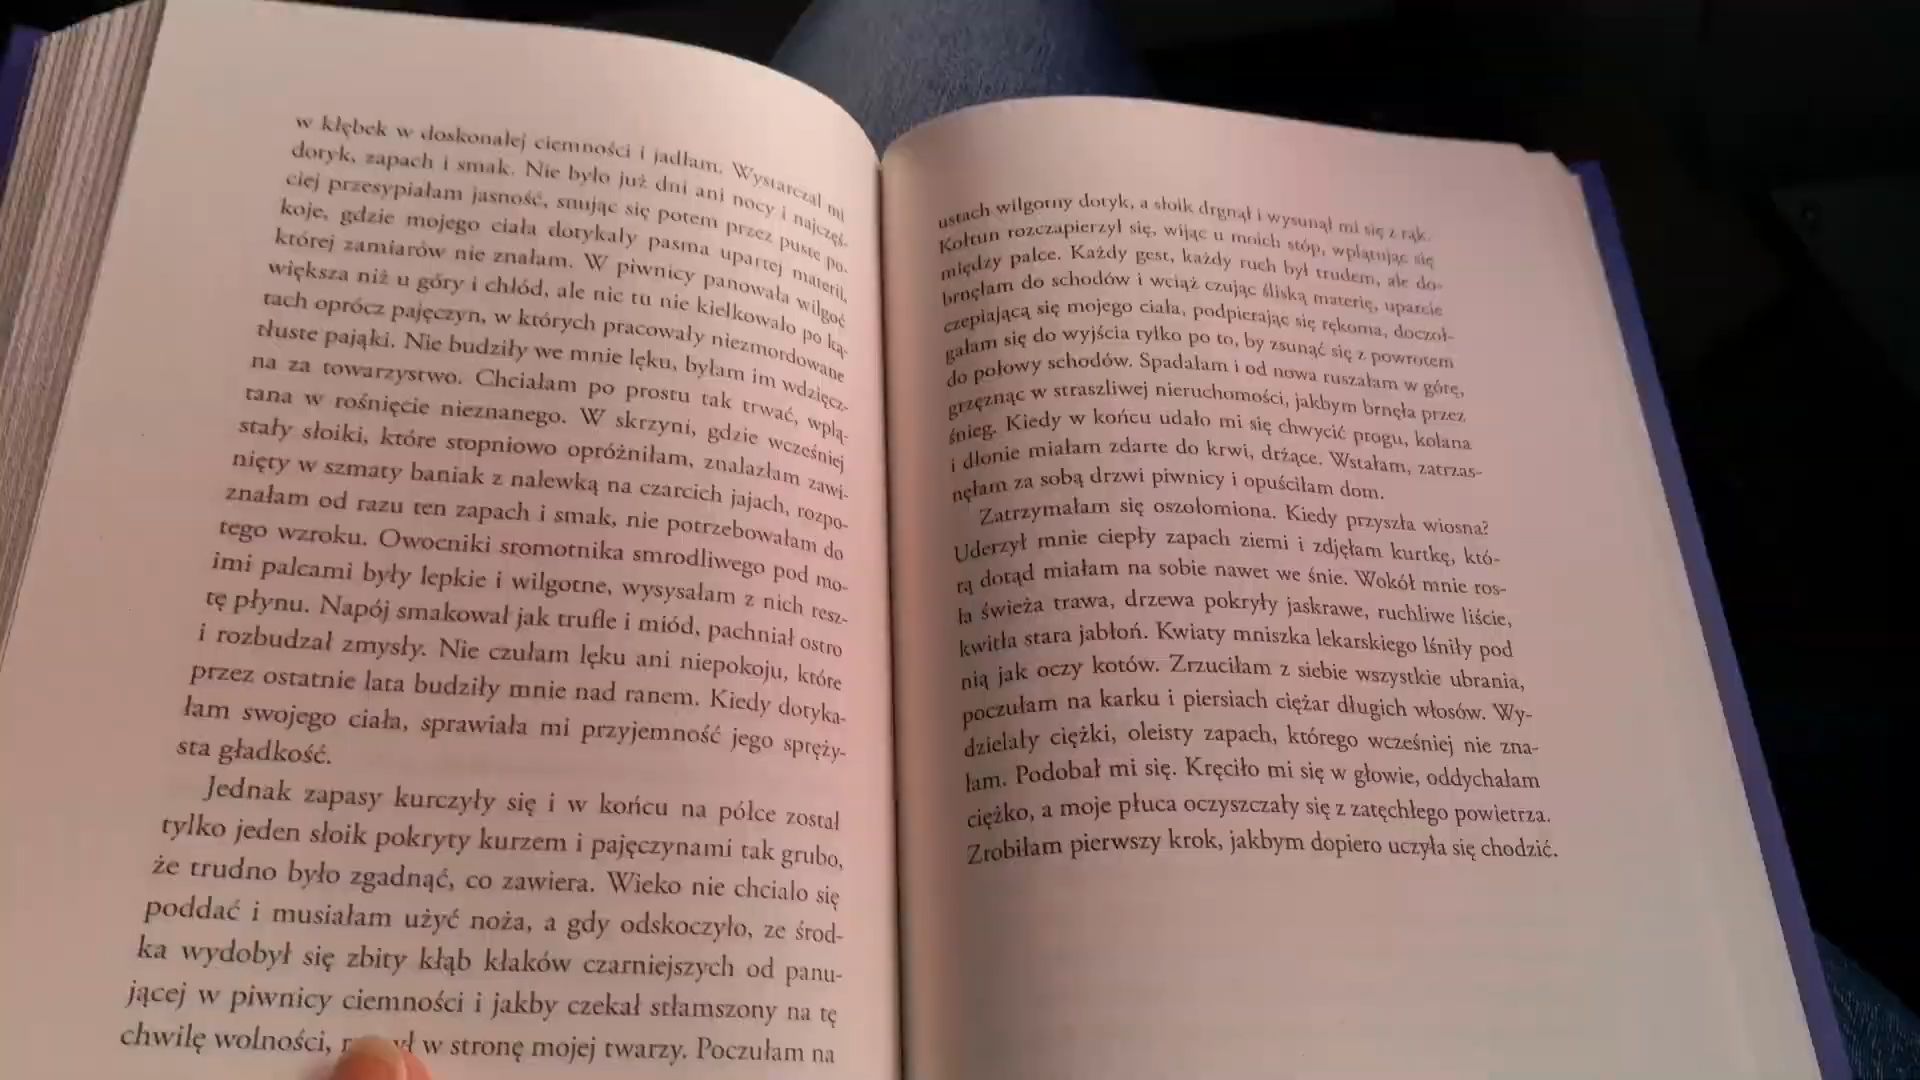 w kłębek w doskonałej ciemności i jadłam. Wystarczał mi
dotyk, zapach i smak. Nie było już dni ani nocy i najczęś-
ciej przesypiałam jasność, snując się potem przez puste po-
koje, gdzie mojego ciała dotykały pasma upartej materii,
której zamiarów nie znałam. W piwnicy panowała wilgoć
większa niż u góry i chłód, ale nic tu nie kiełkowało po ką-
tach oprócz pajęczyn, w których pracowały niezmordowane
tłuste pająki. Nie budziły we mnie lęku, byłam im wdzięcz-
na za towarzystwo. Chciałam po prostu tak trwać, wplą-
tana w rośnięcie nieznanego. W skrzyni, gdzie wcześniej
stały słoiki, które stopniowo opróżniłam, znalazłam zawi-
nięty w szmaty baniak z nalewką na czarcich jajach, rozpo-
znałam od razu ten zapach i smak, nie potrzebowałam do
tego wzroku. Owocniki sromotnika smrodliwego pod mo-
imi palcami były lepkie i wilgotne, wysysałam z nich resz-
tę płynu. Napój smakował jak trufle i miód, pachniał ostro
i rozbudzał zmysły. Nie czułam lęku ani niepokoju, które
przez ostatnie lata budziły mnie nad ranem. Kiedy dotyka-
łam swojego ciała, sprawiała mi przyjemność jego spręży-
sta gładkość.
Jednak zapasy kurczyły się i w końcu na półce został
tylko jeden słoik pokryty kurzem i pajęczynami tak grubo,
że trudno było zgadnąć, co zawiera. Wieko nie chciało się
poddać i musiałam użyć noża, a gdy odskoczyło, ze środ-
ka wydobył się zbity kłąb kłaków czarniejszych od panu-
jącej w piwnicy ciemności i jakby czekał stłamszony na tę
chwilę wolności, w stronę mojej twarzy. Poczułam na
ustach wilgotny dotyk, a słoik drgnął i wysunął mi się z rąk.
Kołtun rozczapierzył się, wijąc u moich stóp, wplątując się
między palce. Każdy gest, każdy ruch był trudem, ale do-
brnęłam do schodów i wciąż czując śliską materię, uparcie
czepiającą się mojego ciała, podpierając się rękoma, doczoł-
gałam się do wyjścia tylko po to, by zsunąć się z powrotem
do połowy schodów. Spadałam i od nowa ruszałam w górę,
grzęznąc w straszliwej nieruchomości, jakbym brnęła przez
śnieg. Kiedy w końcu udało mi się chwycić progu, kolana
i dłonie miałam zdarte do krwi, drżące. Wstałam, zatrzas-
nęłam za sobą drzwi piwnicy i opuściłam dom.
Zatrzymałam się oszołomiona. Kiedy przyszła wiosna?
Uderzył mnie ciepły zapach ziemi i zdjęłam kurtkę, któ-
rą dotąd miałam na sobie nawet we śnie. Wokół mnie ros-
ła świeża trawa, drzewa pokryły jaskrawe, ruchliwe liście,
kwitła stara jabłoń. Kwiaty mniszka lekarskiego lśniły pod
nią jak oczy kotów. Zrzuciłam z siebie wszystkie ubrania,
poczułam na karku i piersiach ciężar długich włosów. Wy-
dzielały ciężki, oleisty zapach, którego wcześniej nie zna-
łam. Podobał mi się. Kręciło mi się w głowie, oddychałam
ciężko, a moje płuca oczyszczały się z zatęchłego powietrza.
Zrobiłam pierwszy krok, jakbym dopiero uczyła się chodzić.